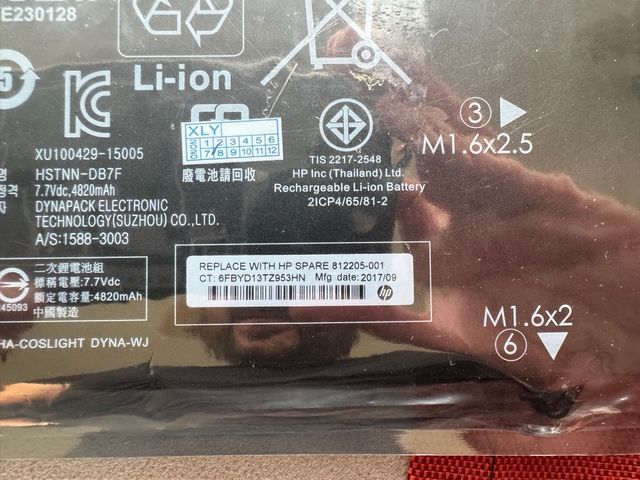 E230128
5
Li-ion
XLY
1 2 3 4 5 6
7 8 9 10 11 12
XU100429-15005
HSTNN-DB7F
7.7Vdc,4820mAh
DYNAPACK ELECTRONIC
TECHNOLOGY(SUZHOU) CO.,LTD.
A/S:1588-3003
廢電池請回收
TIS 2217-2548
HP Inc (Thailand) Ltd.
Rechargeable Li-ion Battery
2ICP4/65/81-2
3
M1.6x2.5
二次鋰電池組
標稱電壓:7.7Vdc
額定電容量:4820mAh
中國製造
45093
HA-COSLIGHT DYNA-WJ
REPLACE WITH HP SPARE 812205-001
CT: 6FBYD13TZ953HN Mfg date:2017/09
hp
M1.6x2
6